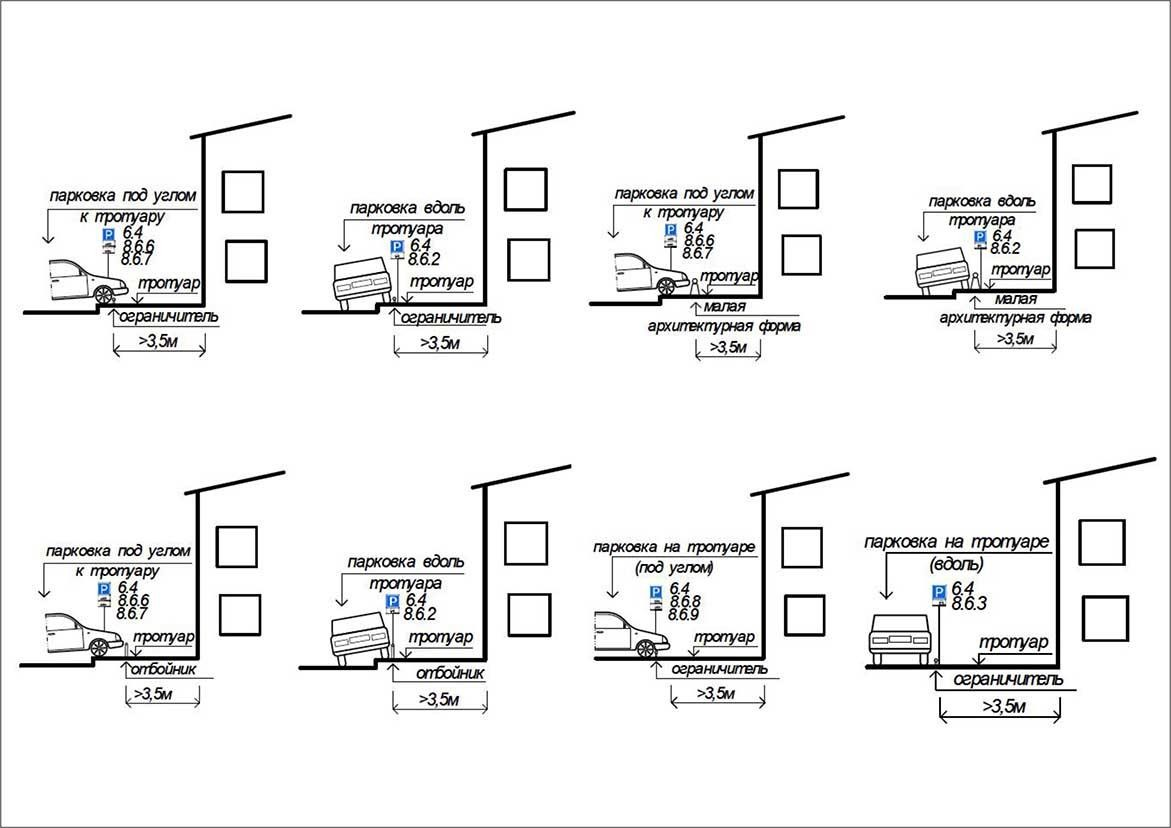 парковка под углом
к тротуару
P
6.4
8.6.6
8.6.7
тротуар
ограничитель
>3,5м
парковка вдоль
тротуара
P
6.4
8.6.2
тротуар
ограничитель
>3,5м
парковка под углом
к тротуару
P
6.4
8.6.6
8.6.7
тротуар
малая
архитектурная форма
>3,5м
парковка вдоль
тротуара
P
6.4
8.6.2
тротуар
малая
архитектурная форма
>3,5м
парковка под углом
к тротуару
P
6.4
8.6.6
8.6.7
тротуар
отбойник
>3,5м
парковка вдоль
тротуара
P
6.4
8.6.2
тротуар
отбойник
>3,5м
парковка на тротуаре
(под углом)
P
6.4
8.6.8
8.6.9
тротуар
ограничитель
>3,5м
парковка на тротуаре
(вдоль)
P
6.4
8.6.3
тротуар
ограничитель
>3,5м